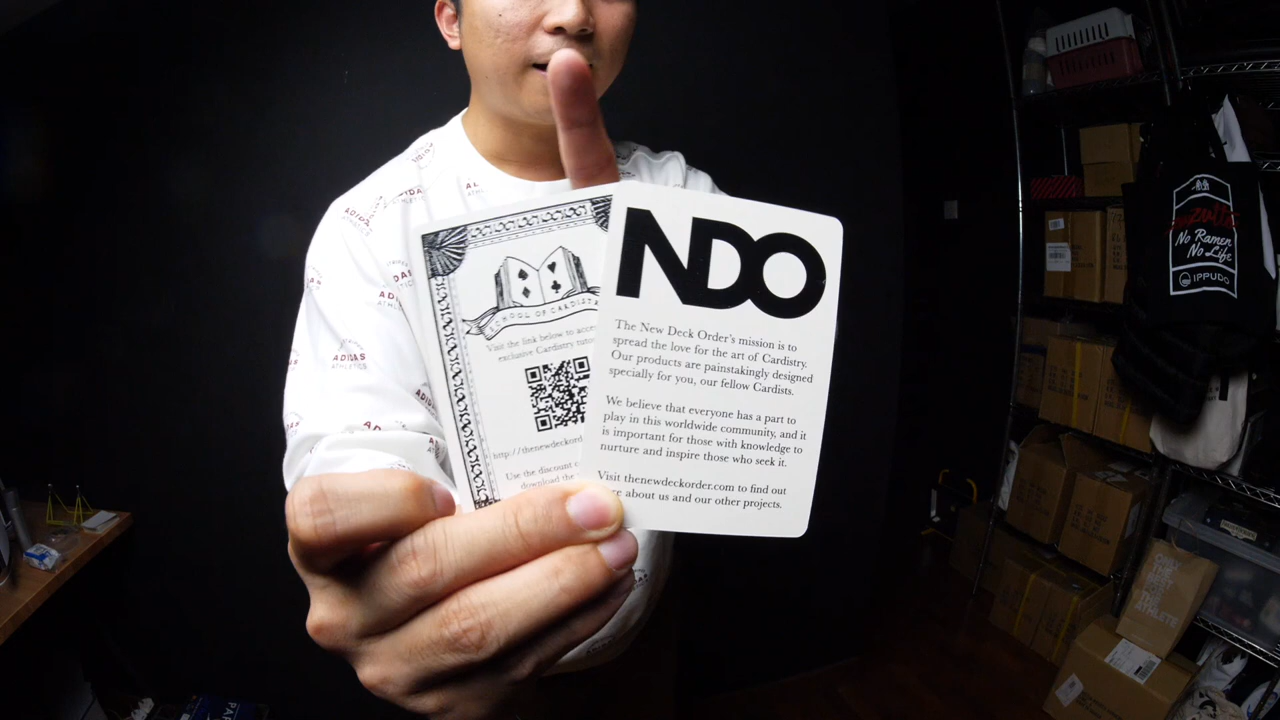 NDO
The New Deck Order's mission is to
spread the love for the art of Cardistry.
Our products are painstakingly designed
specially for you, our fellow Cardists.
We believe that everyone has a part to
play in this worldwide community, and it
is important for those with knowledge to
nurture and inspire those who seek it.
Visit thenewdeckorder.com to find out
about us and our other projects.
SCHOOL OF
Visit the link below to
exclusive Cardistry
http://thenewdeckord
Use the discount
download the
ADIDAS
ATHLETICS
No Ramen
No Life
IPPUDO
THE
ATHLETE